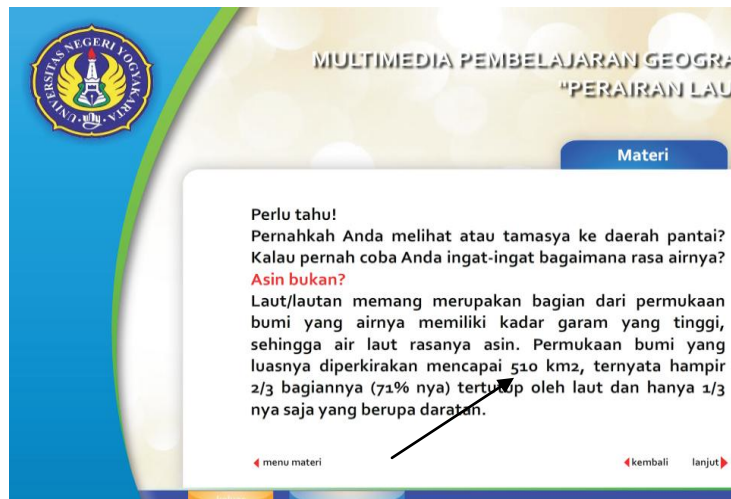 UNIVERSITAS NEGERI YOGYAKARTA
MULTIMEDIA PEMBELAJARAN GEOGRA
"PERAIRAN LAU
Materi
Perlu tahu!
Pernahkah Anda melihat atau tamasya ke daerah pantai?
Kalau pernah coba Anda ingat-ingat bagaimana rasa airnya?
Asin bukan?
Laut/lautan memang merupakan bagian dari permukaan
bumi yang airnya memiliki kadar garam yang tinggi,
sehingga air laut rasanya asin. Permukaan bumi yang
luasnya diperkirakan mencapai 510 km2, ternyata hampir
2/3 bagiannya (71% nya) tertutup oleh laut dan hanya 1/3
nya saja yang berupa daratan.
menu materi
kembali lanjut